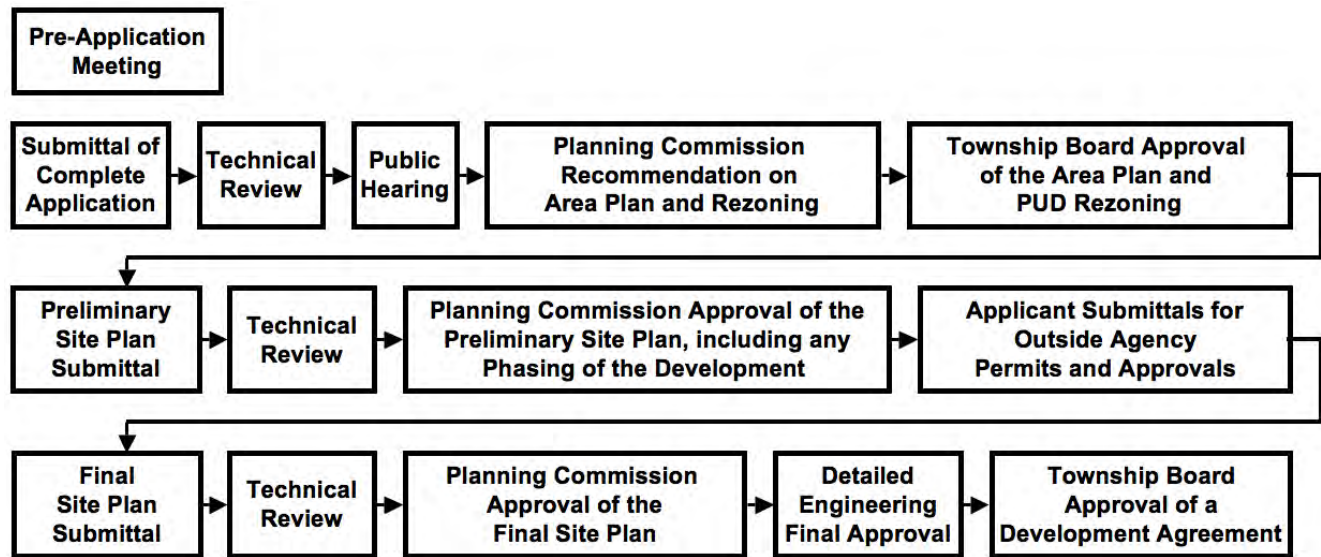 Pre-Application
Meeting
Submittal of
Complete
Application
Technical
Review
Public
Hearing
Planning Commission
Recommendation on
Area Plan and Rezoning
Township Board Approval
of the Area Plan and
PUD Rezoning
Preliminary
Site Plan
Submittal
Technical
Review
Planning Commission Approval of the
Preliminary Site Plan, including any
Phasing of the Development
Applicant Submittals for
Outside Agency
Permits and Approvals
Final
Site Plan
Submittal
Technical
Review
Planning Commission
Approval of the
Final Site Plan
Detailed
Engineering
Final Approval
Township Board
Approval of a
Development Agreement